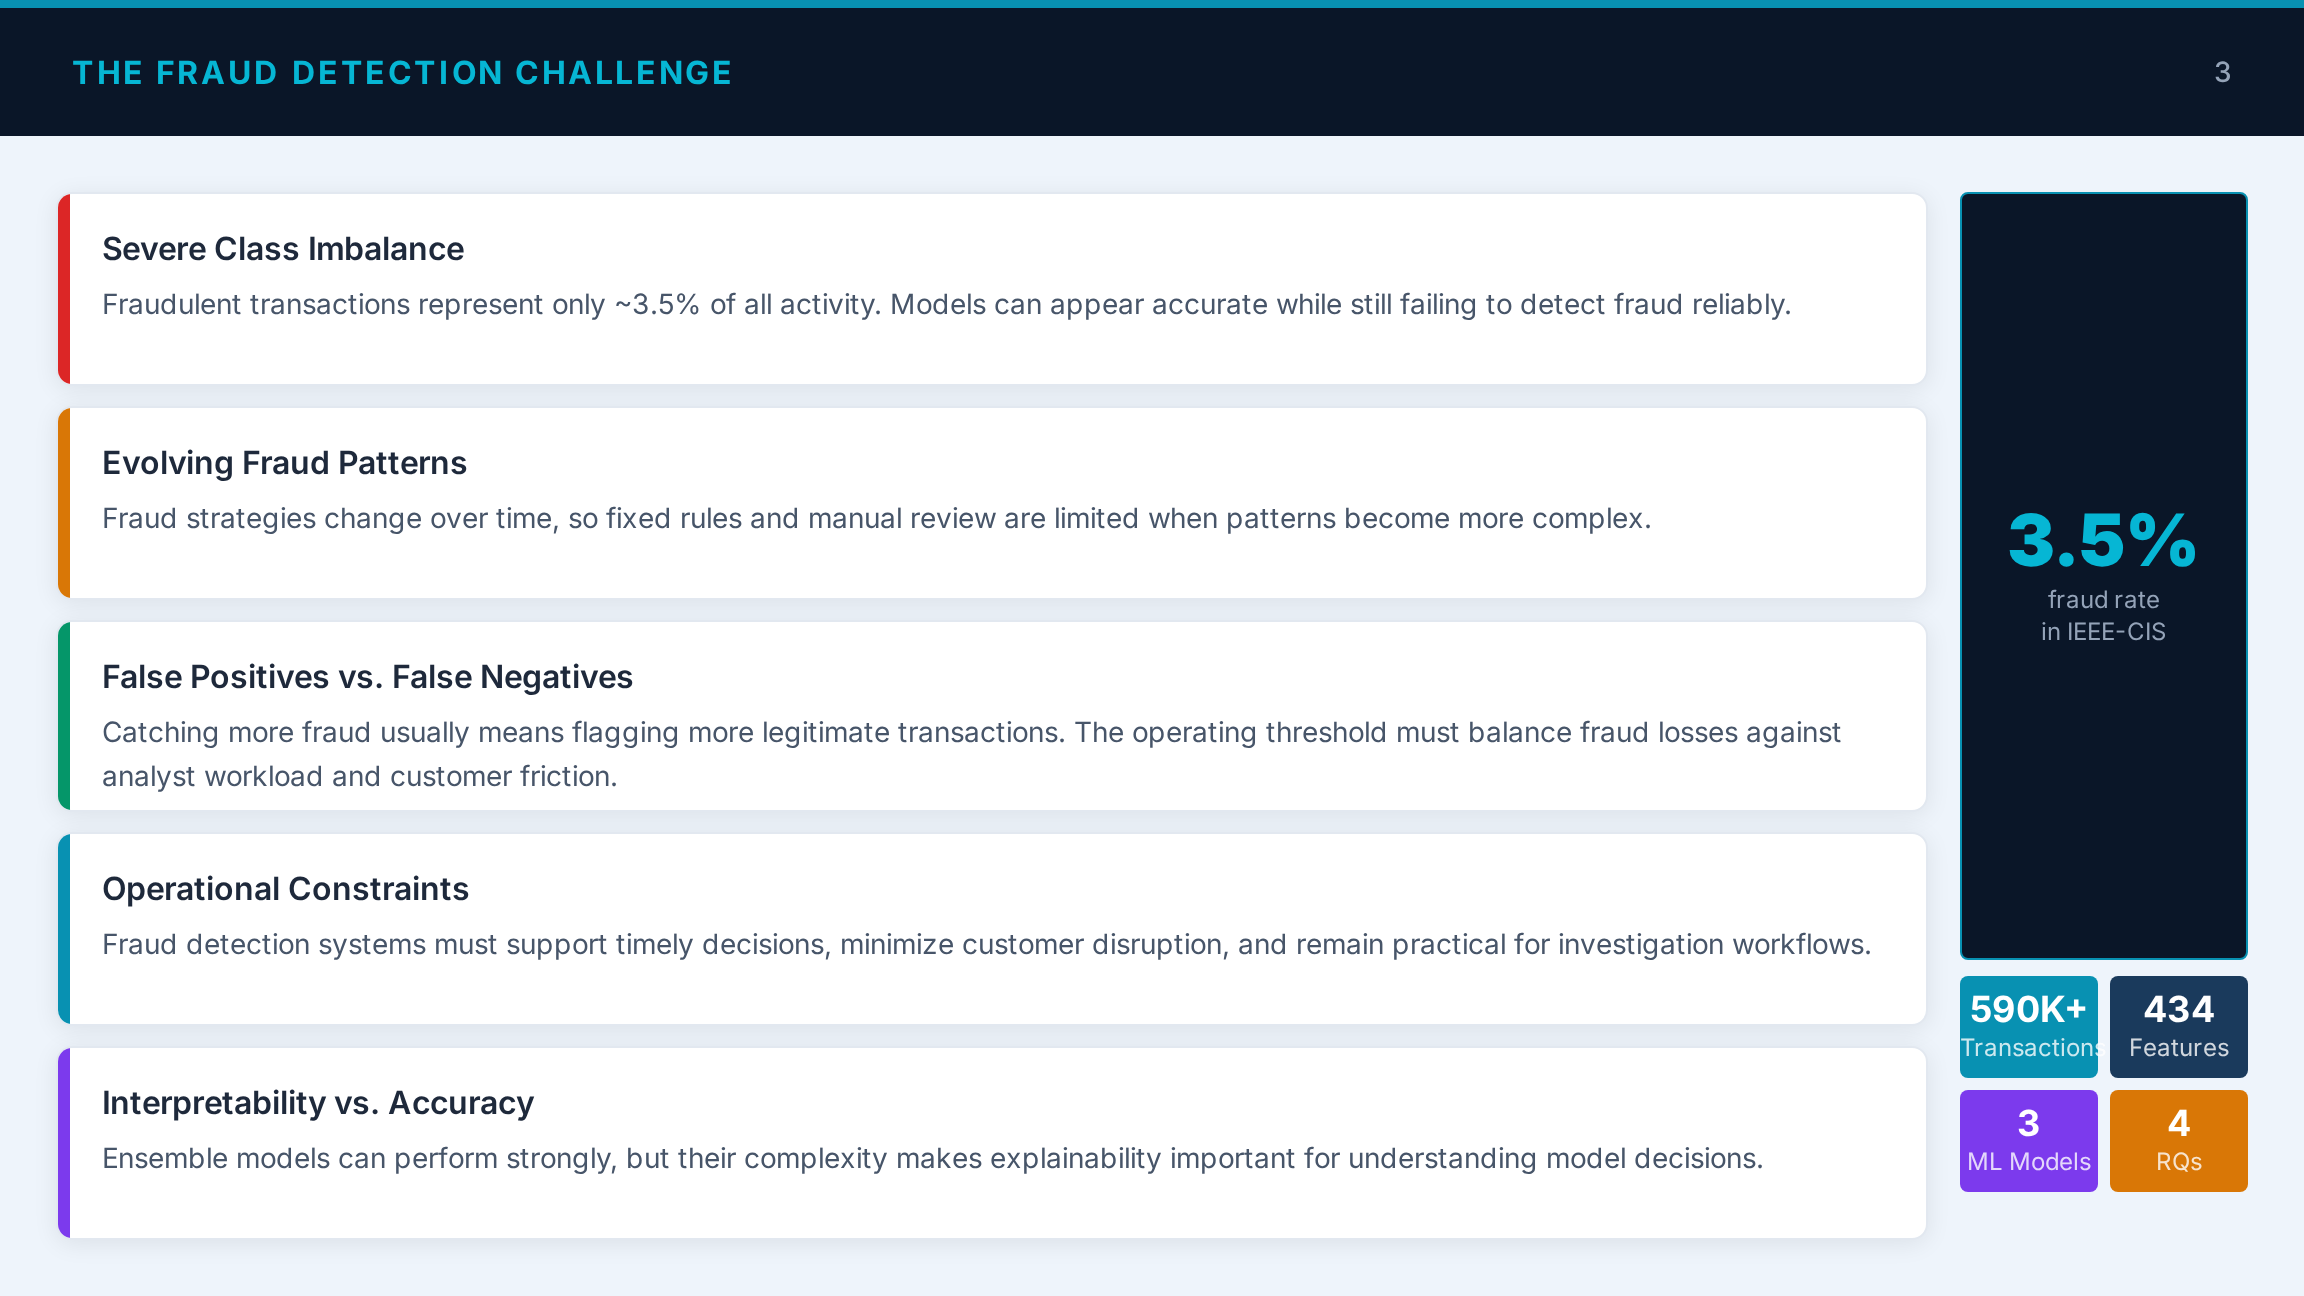 THE FRAUD DETECTION CHALLENGE
3
Severe Class Imbalance
Fraudulent transactions represent only ~3.5% of all activity. Models can appear accurate while still failing to detect fraud reliably.
Evolving Fraud Patterns
Fraud strategies change over time, so fixed rules and manual review are limited when patterns become more complex.
False Positives vs. False Negatives
Catching more fraud usually means flagging more legitimate transactions. The operating threshold must balance fraud losses against
analyst workload and customer friction.
Operational Constraints
Fraud detection systems must support timely decisions, minimize customer disruption, and remain practical for investigation workflows.
Interpretability vs. Accuracy
Ensemble models can perform strongly, but their complexity makes explainability important for understanding model decisions.
3.5%
fraud rate
in IEEE-CIS
590K+
Transactions
434
Features
3
ML Models
4
RQs